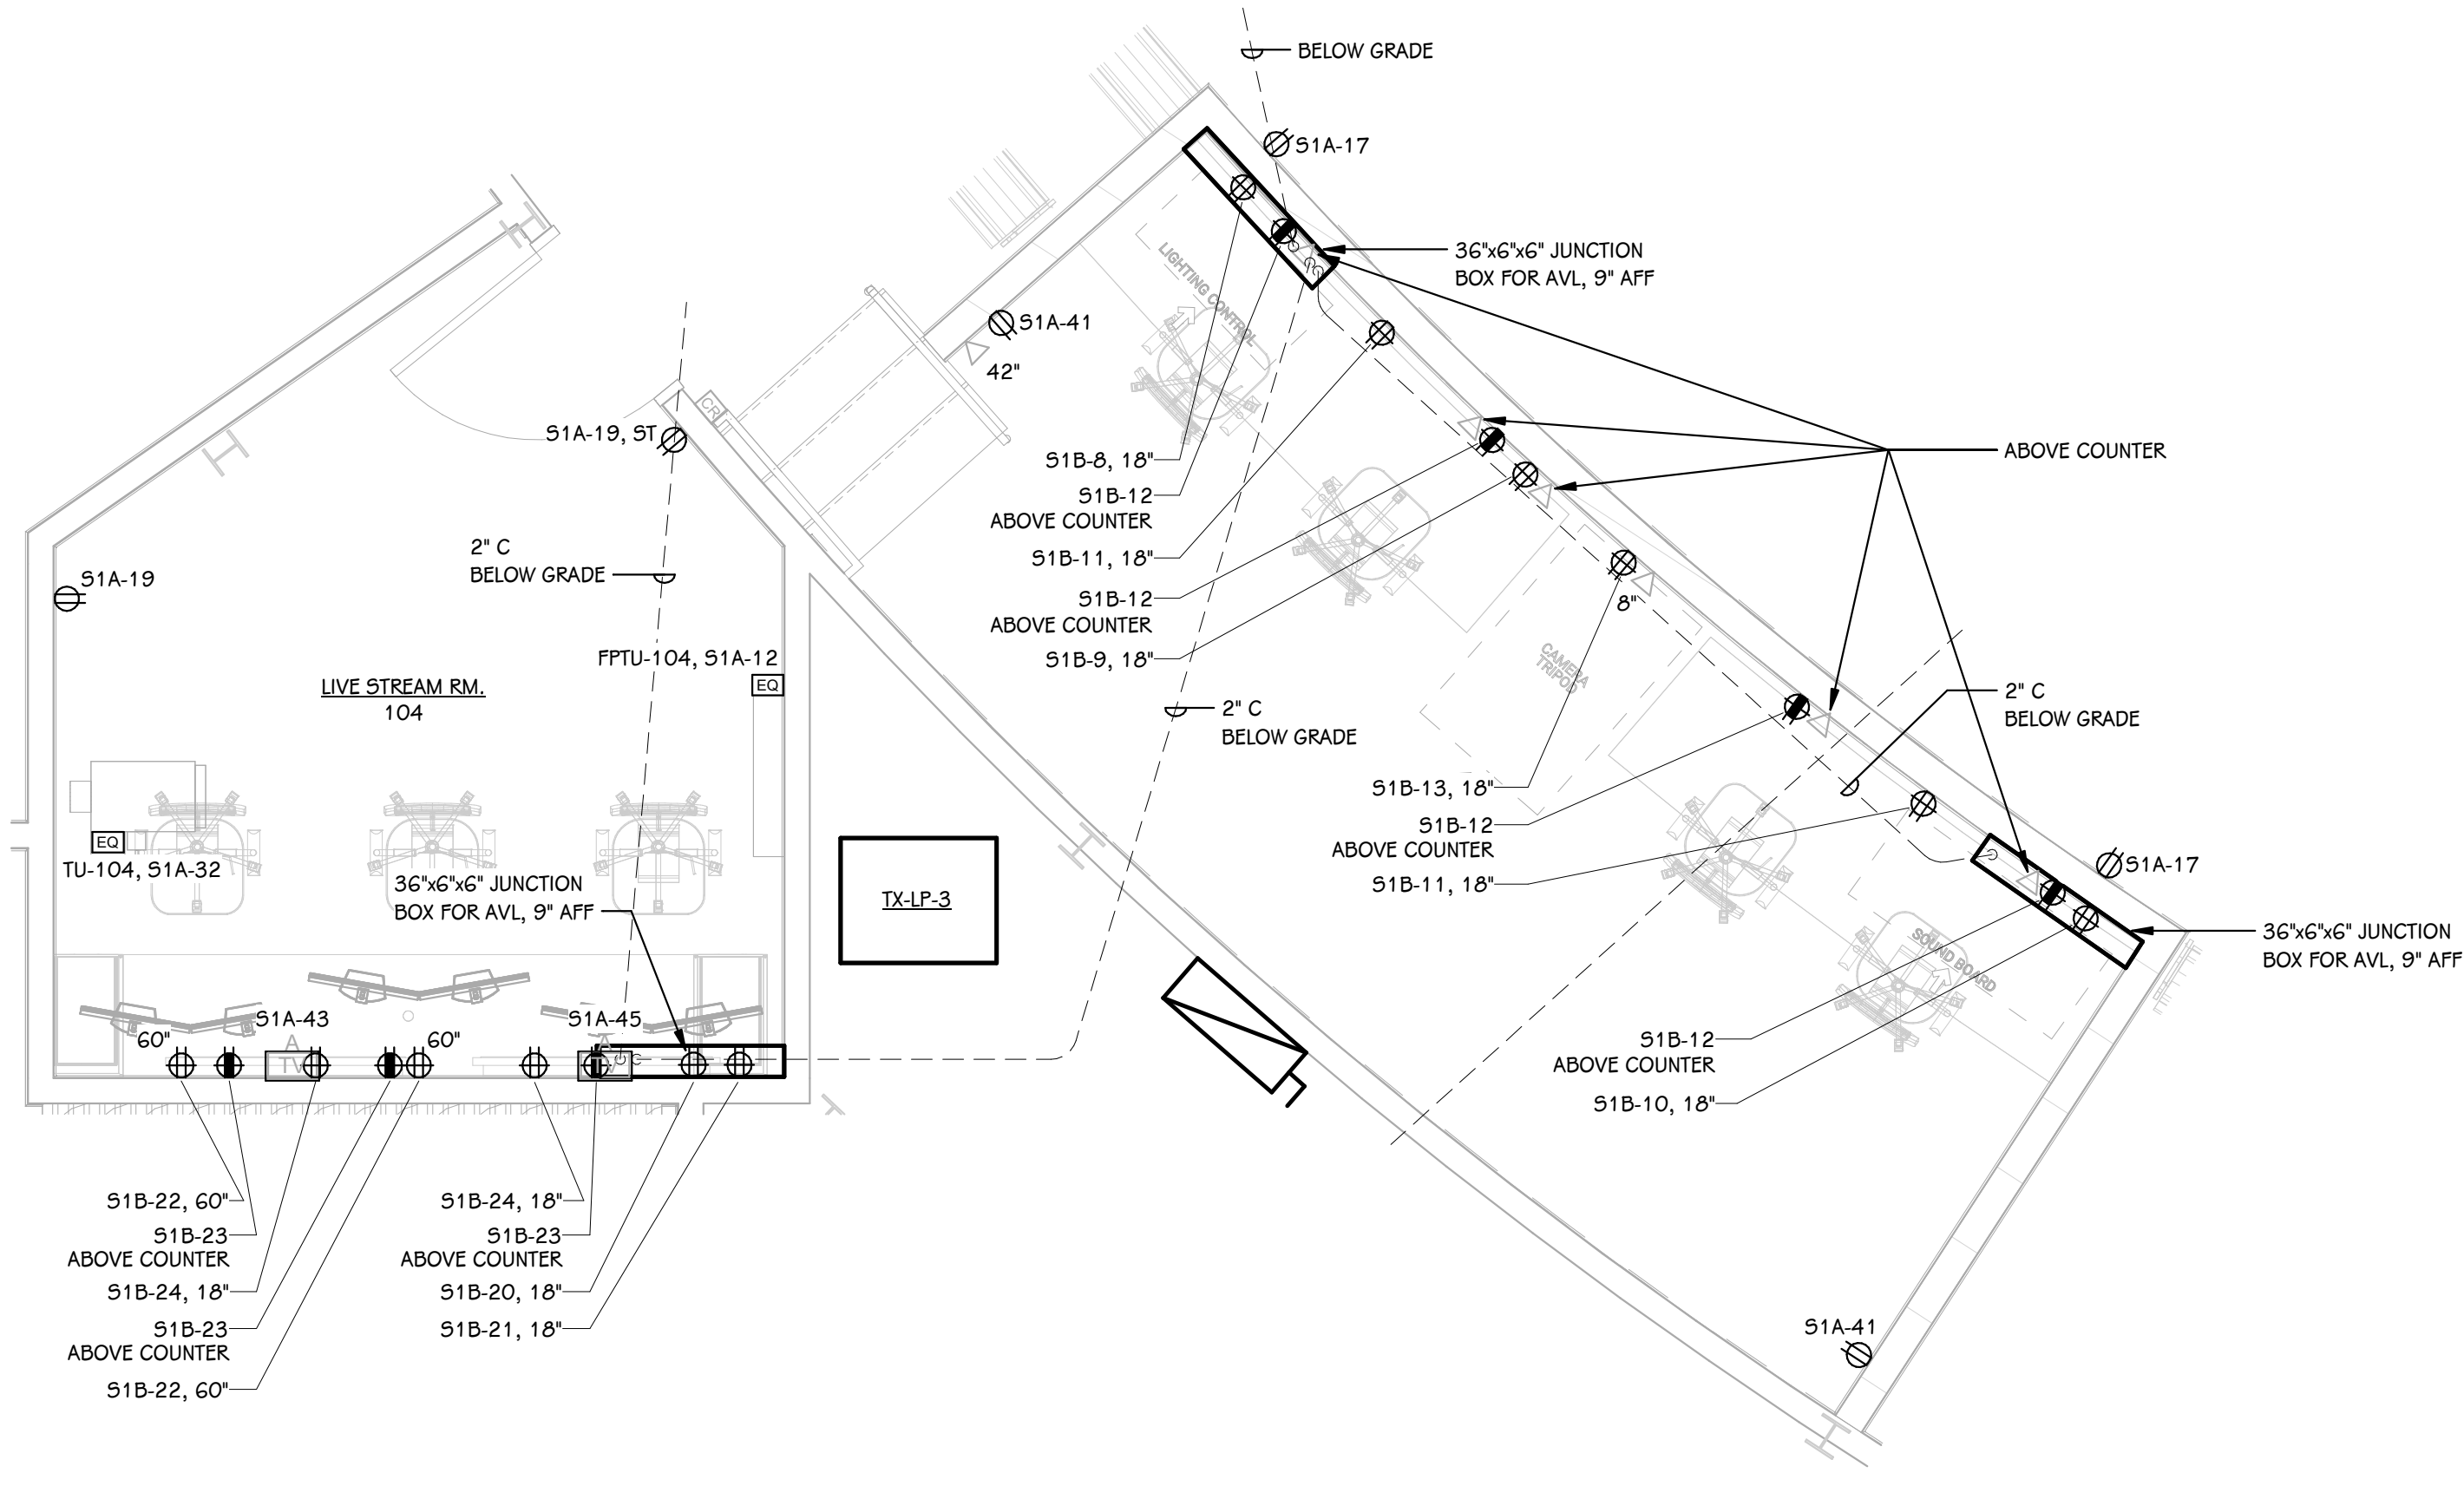 BELOW GRADE
S1A-17
36"x6"x6" JUNCTION
BOX FOR AVL, 9" AFF
LIGHTING CONTROL
S1A-41
42"
CR
S1A-19, ST
ABOVE COUNTER
S1B-8, 18"
S1B-12
ABOVE COUNTER
S1B-11, 18"
S1B-12
ABOVE COUNTER
S1B-9, 18"
2" C
BELOW GRADE
S1A-19
8"
FPTU-104, S1A-12
EQ
LIVE STREAM RM.
104
CAMERA
TRIPOD
2" C
BELOW GRADE
2" C
BELOW GRADE
S1B-13, 18"
S1B-12
ABOVE COUNTER
S1B-11, 18"
EQ
TU-104, S1A-32
36"x6"x6" JUNCTION
BOX FOR AVL, 9" AFF
TX-LP-3
S1A-17
36"x6"x6" JUNCTION
BOX FOR AVL, 9" AFF
SOUND BOARD
S1A-43
S1A-45
60"
60"
A
TV
A
TV
S1B-12
ABOVE COUNTER
S1B-10, 18"
S1B-22, 60"
S1B-23
ABOVE COUNTER
S1B-24, 18"
S1B-23
ABOVE COUNTER
S1B-22, 60"
S1B-24, 18"
S1B-23
ABOVE COUNTER
S1B-20, 18"
S1B-21, 18"
S1A-41